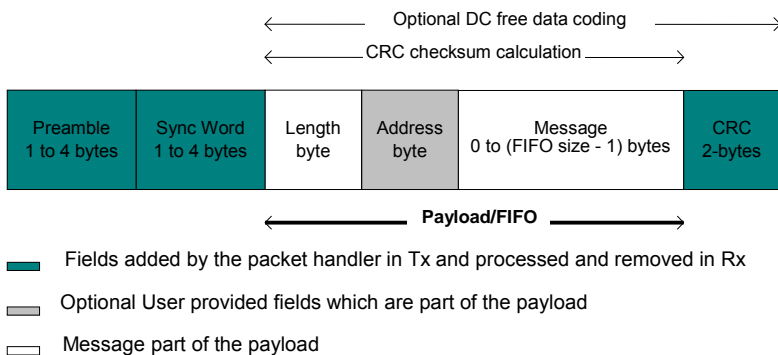 Optional DC free data coding
CRC checksum calculation
Preamble
1 to 4 bytes
Sync Word
1 to 4 bytes
Length
byte
Address
byte
Message
0 to (FIFO size - 1) bytes
CRC
2-bytes
Payload/FIFO
Fields added by the packet handler in Tx and processed and removed in Rx
Optional User provided fields which are part of the payload
Message part of the payload